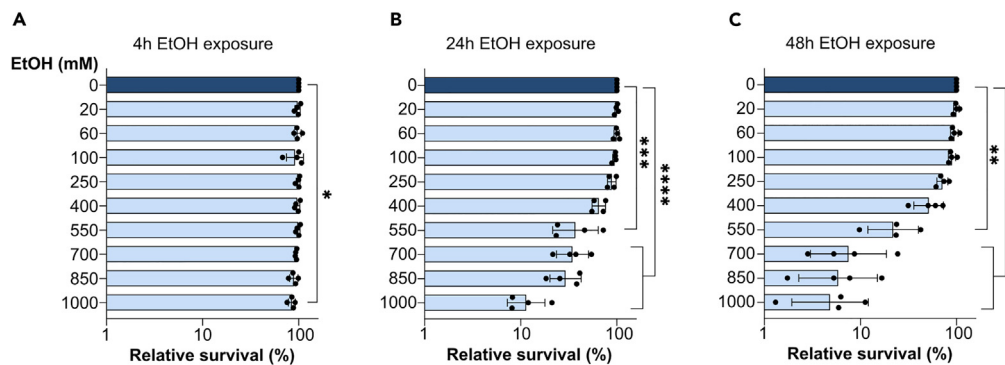 A
4h EtOH exposure
EtOH (mM)
0
20
60
100
250
400
550
700
850
1000
*
1 10 100
Relative survival (%)
B
24h EtOH exposure
0
20
60
100
250
400
550
700
850
1000
***
****
1 10 100
Relative survival (%)
C
48h EtOH exposure
0
20
60
100
250
400
550
700
850
1000
**
1 10 100
Relative survival (%)